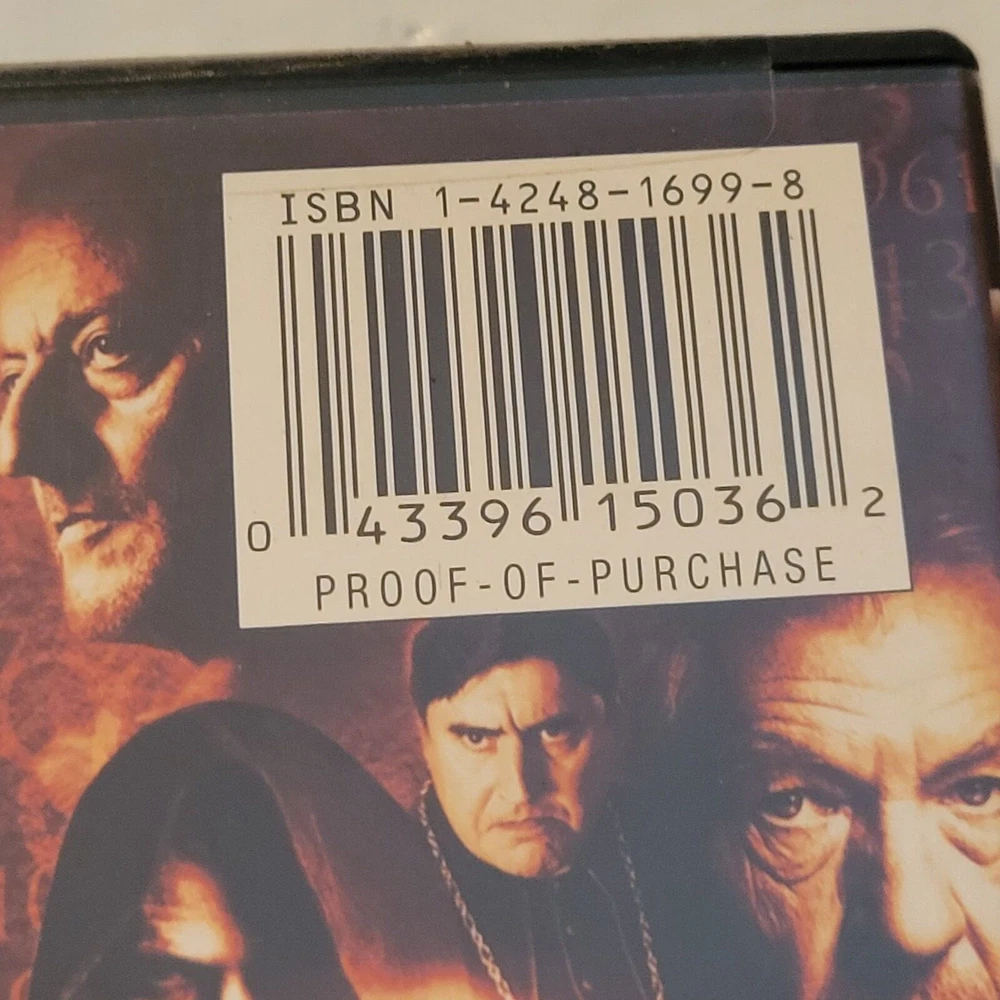 ISBN 1-4248-1699-8
0 43396 15036 2
PROOF-OF-PURCHASE